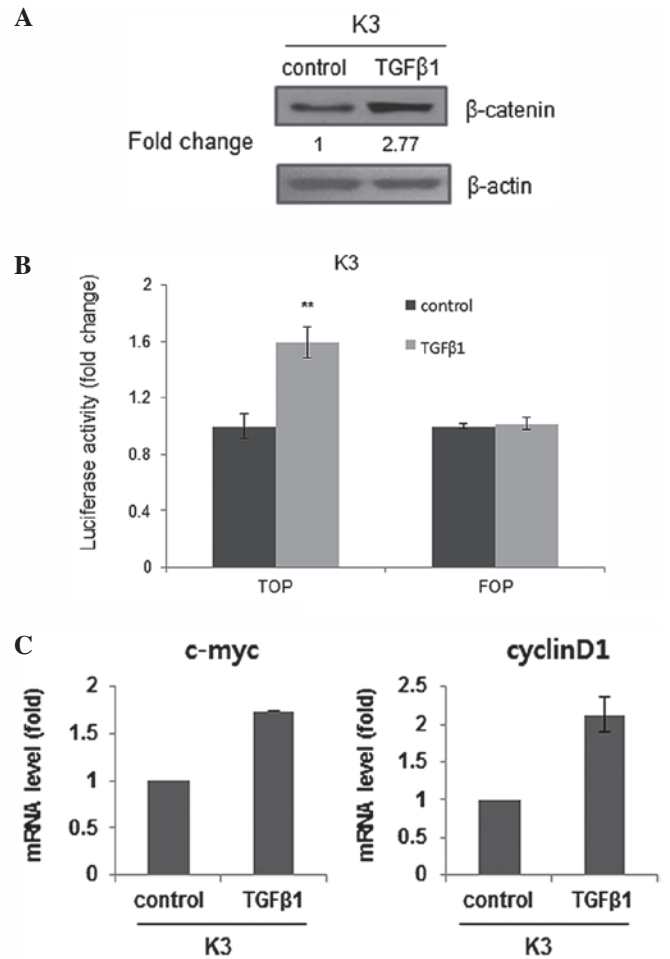 A
K3
control TGFβ1
β-catenin
Fold change 1 2.77
β-actin
B
K3
Luciferase activity (fold change)
2
1.6
1.2
0.8
0.4
0
**
control
TGFβ1
TOP FOP
C
c-myc
mRNA level (fold)
2
1.5
1
0.5
0
control TGFβ1
K3
cyclinD1
mRNA level (fold)
2.5
2
1.5
1
0.5
0
control TGFβ1
K3